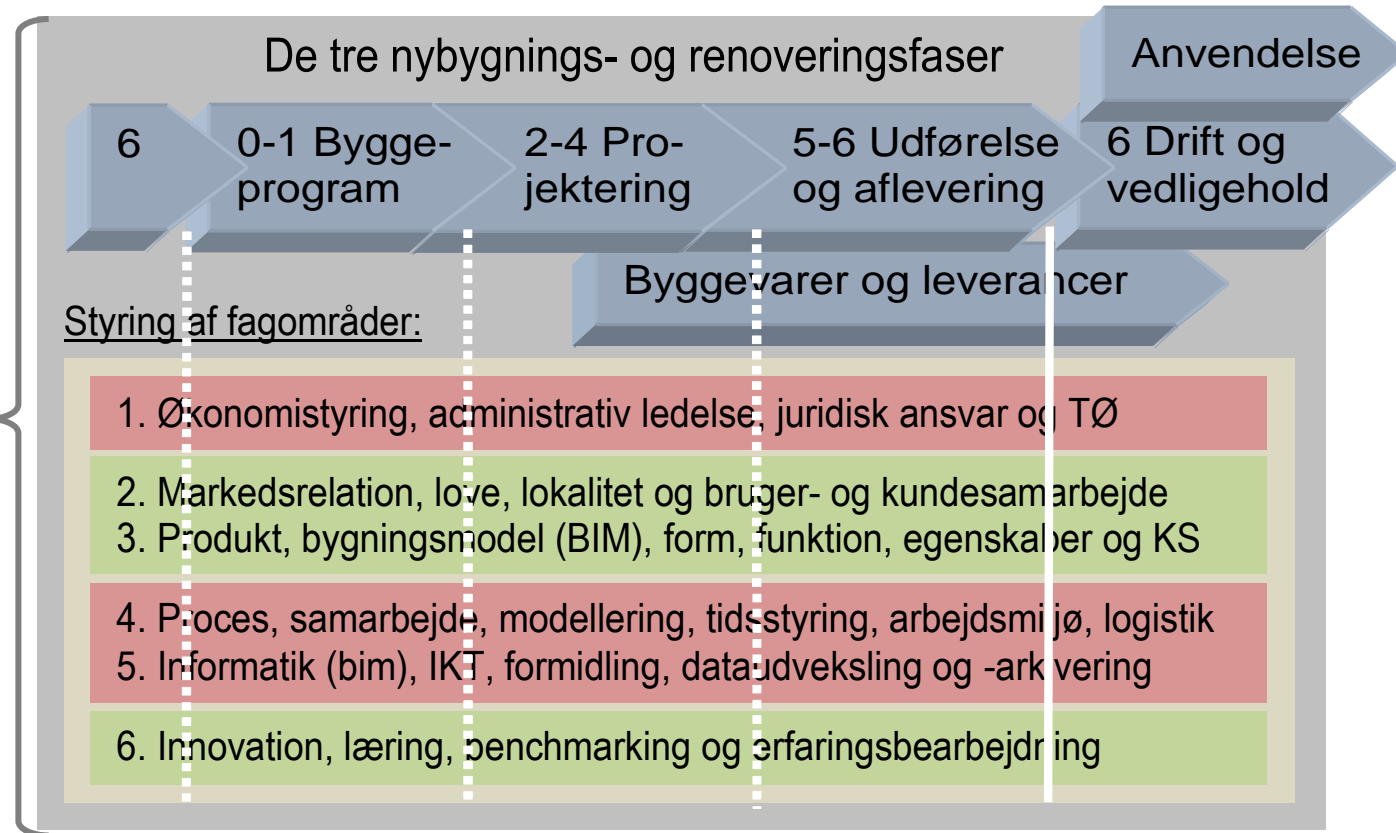 De tre nybygnings- og renoveringsfaser
Anvendelse
6
0-1 Bygge-
program
2-4 Pro-
jektering
5-6 Udførelse
og aflevering
6 Drift og
vedligehold
Byggevarer og leverancer
Styring af fagområder:
1. Økonomistyring, administrativ ledelse, juridisk ansvar og TØ
2. Markedsrelation, love, lokalitet og bruger- og kundesamarbejde
3. Produkt, bygningsmodel (BIM), form, funktion, egenskaber og KS
4. Proces, samarbejde, modellering, tidsstyring, arbejdsmiljø, logistik
5. Informatik (bim), IKT, formidling, dataudveksling og -arkivering
6. Innovation, læring, benchmarking og erfaringsbearbejdning